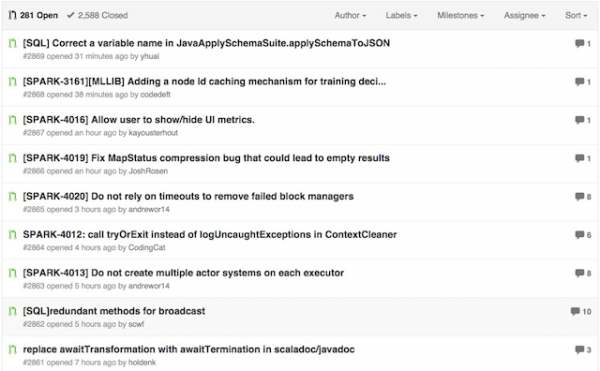 281 Open 2,588 Closed Author Labels Milestones Assignee Sort
[SQL] Correct a variable name in JavaApplySchemaSuite.applySchemaToJSON 1
#2869 opened 31 minutes ago by yhuai
[SPARK-3161][MLLIB] Adding a node Id caching mechanism for training deci... 1
#2868 opened 38 minutes ago by codedeft
[SPARK-4016] Allow user to show/hide UI metrics. 1
#2867 opened an hour ago by kayousterhout
[SPARK-4019] Fix MapStatus compression bug that could lead to empty results 1
#2866 opened an hour ago by JoshRosen
[SPARK-4020] Do not rely on timeouts to remove failed block managers 8
#2865 opened 3 hours ago by andrewor14
SPARK-4012: call tryOrExit instead of logUncaughtExceptions in ContextCleaner 6
#2864 opened 4 hours ago by CodingCat
[SPARK-4013] Do not create multiple actor systems on each executor 8
#2863 opened 5 hours ago by andrewor14
[SQL]redundant methods for broadcast 10
#2862 opened 5 hours ago by sowf
replace awaitTransformation with awaitTermination in scaladoc/javadoc 3
#2861 opened 7 hours ago by holdenk